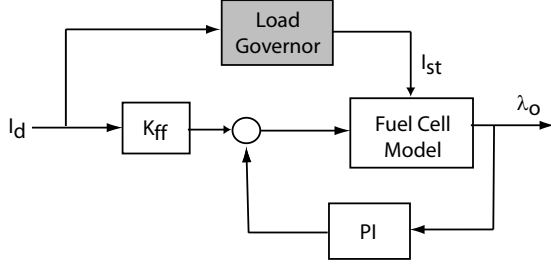 Load
Governor
I_st
λ_o
I_d
K_ff
Fuel Cell
Model
PI